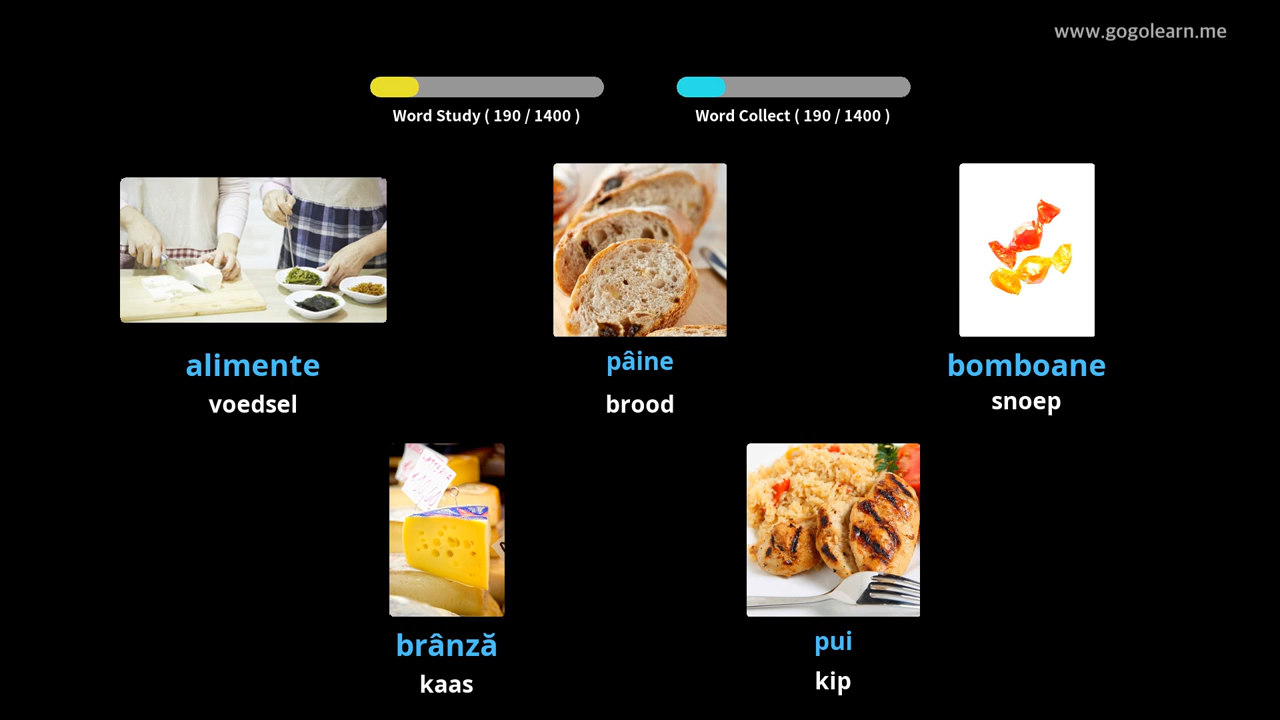 www.gogolearn.me
Word Study ( 190 / 1400 )
Word Collect ( 190 / 1400 )
alimente
voedsel
pâine
brood
bomboane
snoep
brânză
kaas
pui
kip